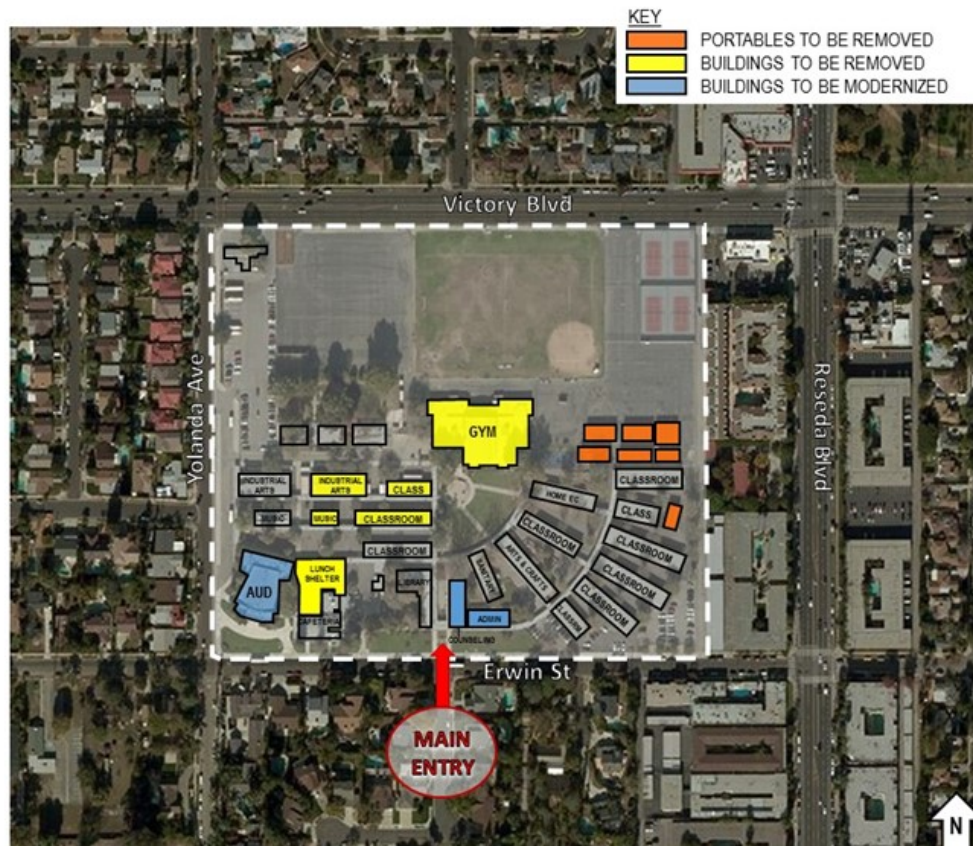 KEY
PORTABLES TO BE REMOVED
BUILDINGS TO BE REMOVED
BUILDINGS TO BE MODERNIZED
Victory Blvd
Yolanda Ave
Reseda Blvd
GYM
INDUSTRIAL
ARTS
INDUSTRIAL
ARTS
CLASS
CLASSROOM
HOME EC
MUSIC
MUSIC
CLASSROOM
CLASS
CLASSROOM
CLASSROOM
CLASSROOM
LUNCH
SHELTER
AUD
CAFETERIA
LIBRARY
SANITARY
ARTS & CRAFTS
CLASSROOM
CLASSROOM
CLASSRM
ADMIN
COUNSELING
Erwin St
MAIN
ENTRY
N